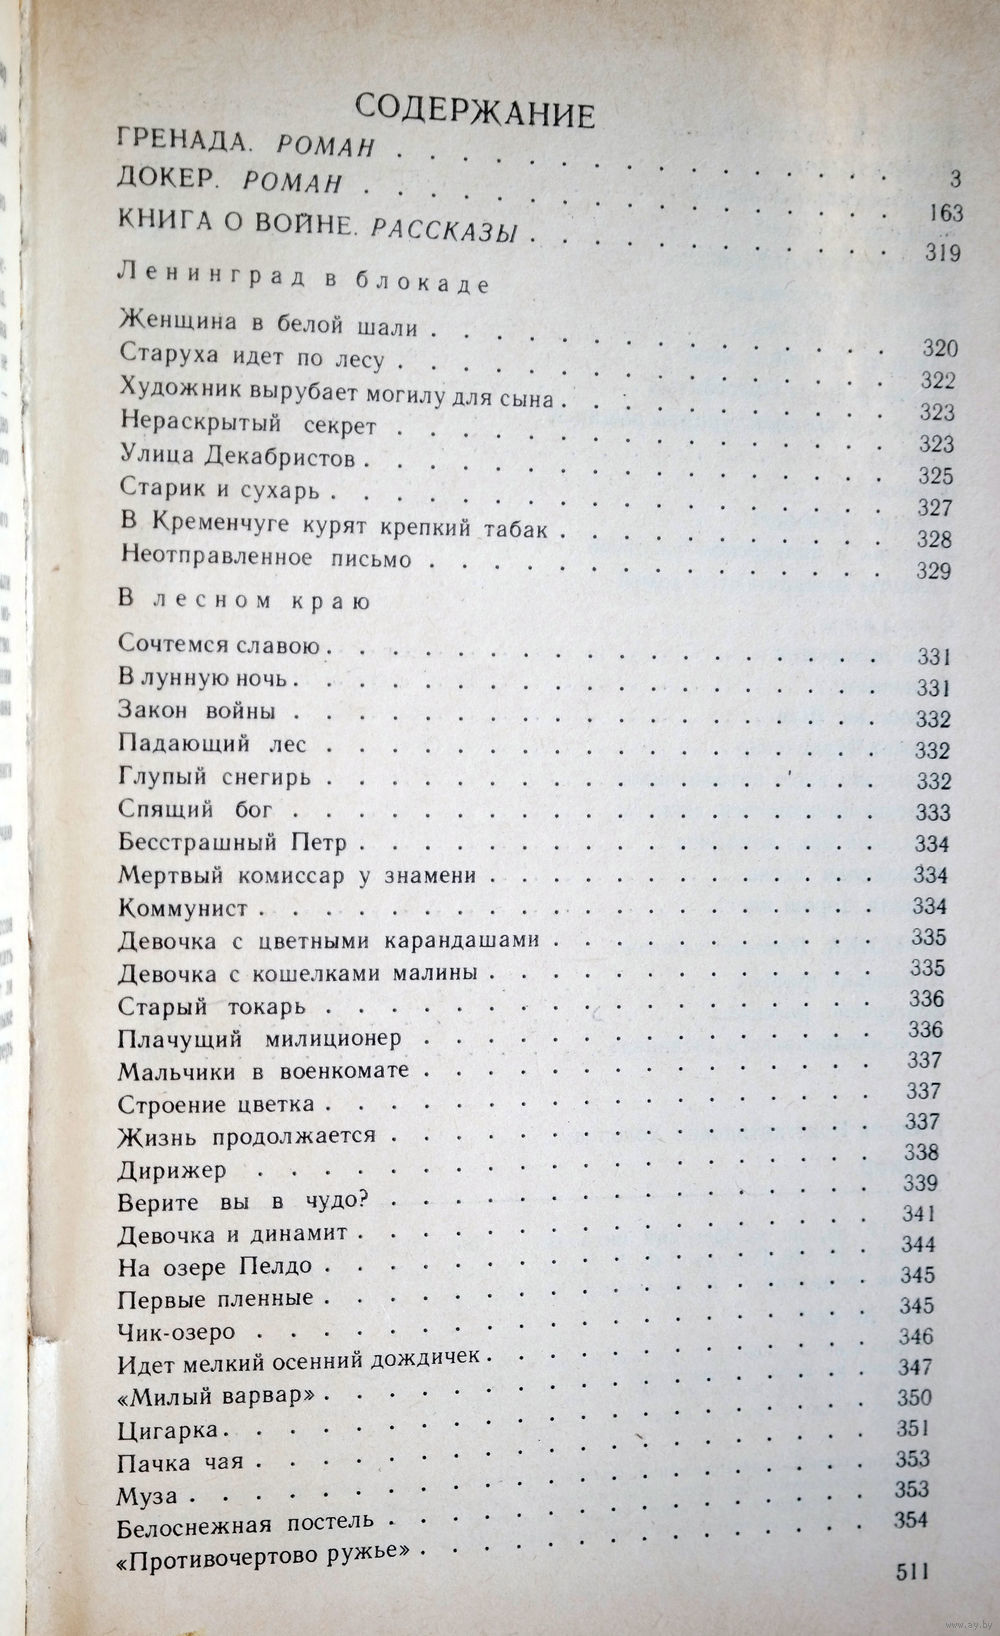 СОДЕРЖАНИЕ
ГРЕНАДА. РОМАН . . . . . . . . . . . . . . . 3
ДОКЕР. РОМАН . . . . . . . . . . . . . . . . 163
КНИГА О ВОЙНЕ. РАССКАЗЫ . . . . . . . . . . . 319
Ленинград в блокаде
Женщина в белой шали . . . . . . . . . . . . . . 320
Старуха идет по лесу . . . . . . . . . . . . . . . 322
Художник вырубает могилу для сына . . . . . . . . . . 323
Нераскрытый секрет . . . . . . . . . . . . . . . 323
Улица Декабристов . . . . . . . . . . . . . . . . 325
Старик и сухарь . . . . . . . . . . . . . . . . . 327
В Кременчуге курят крепкий табак . . . . . . . . . . 328
Неотправленное письмо . . . . . . . . . . . . . . 329
В лесном краю
Сочтемся славою . . . . . . . . . . . . . . . . . 331
В лунную ночь . . . . . . . . . . . . . . . . . . 331
Закон войны . . . . . . . . . . . . . . . . . . 332
Падающий лес . . . . . . . . . . . . . . . . . 332
Глупый снегирь . . . . . . . . . . . . . . . . . 332
Спящий бог . . . . . . . . . . . . . . . . . . 333
Бесстрашный Петр . . . . . . . . . . . . . . . . 334
Мертвый комиссар у знамени . . . . . . . . . . . . 334
Коммунист . . . . . . . . . . . . . . . . . . . 334
Девочка с цветными карандашами . . . . . . . . . . 335
Девочка с кошелками малины . . . . . . . . . . . . 335
Старый токарь . . . . . . . . . . . . . . . . . 336
Плачущий милиционер . . . . . . . . . . . . . . 336
Мальчики в военкомате . . . . . . . . . . . . . . 337
Строение цветка . . . . . . . . . . . . . . . . . 337
Жизнь продолжается . . . . . . . . . . . . . . . 337
Дирижер . . . . . . . . . . . . . . . . . . . 338
Верите вы в чудо? . . . . . . . . . . . . . . . 339
Девочка и динамит . . . . . . . . . . . . . . . . 341
На озере Пелдо . . . . . . . . . . . . . . . . . 344
Первые пленные . . . . . . . . . . . . . . . . . 345
Чик-озеро . . . . . . . . . . . . . . . . . . . 345
Идет мелкий осенний дождичек . . . . . . . . . . . . 346
«Милый варвар» . . . . . . . . . . . . . . . . . 347
Цигарка . . . . . . . . . . . . . . . . . . . . 350
Пачка чая . . . . . . . . . . . . . . . . . . . 351
Муза . . . . . . . . . . . . . . . . . . . . . 353
Белоснежная постель . . . . . . . . . . . . . . . 353
«Противочертово ружье» . . . . . . . . . . . . . . 354
511
www.ay.by